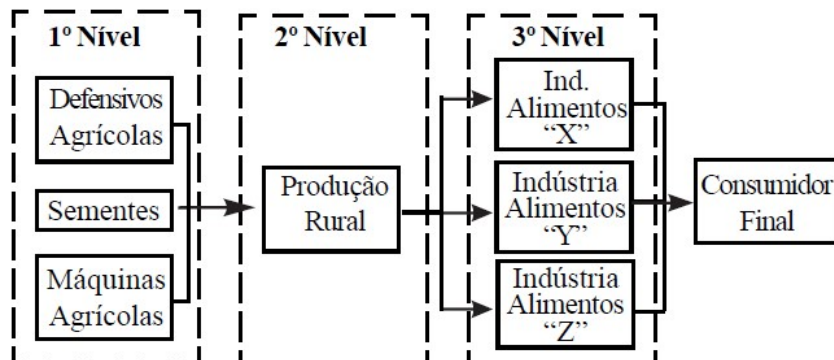 1º Nível
Defensivos
Agrícolas
Sementes
Máquinas
Agrícolas
2º Nível
Produção
Rural
3º Nível
Ind.
Alimentos
“X”
Indústria
Alimentos
“Y”
Indústria
Alimentos
“Z”
Consumidor
Final